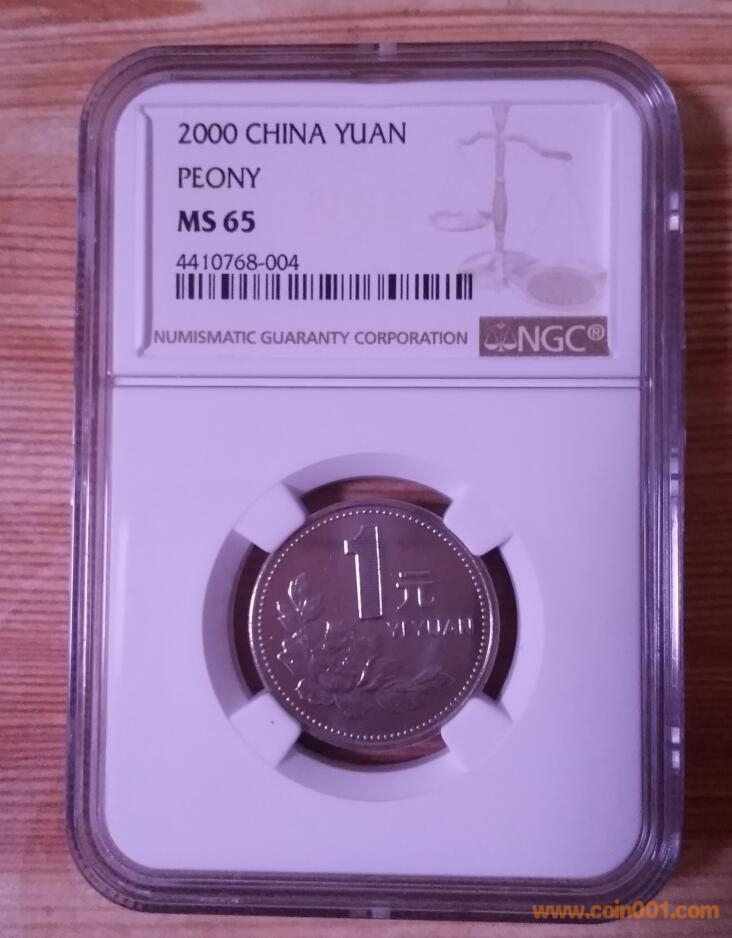 2000 CHINA YUAN
PEONY
MS 65
4410768-004
NUMISMATIC GUARANTY CORPORATION NGC®
1 元
YI YUAN
www.coin001.com